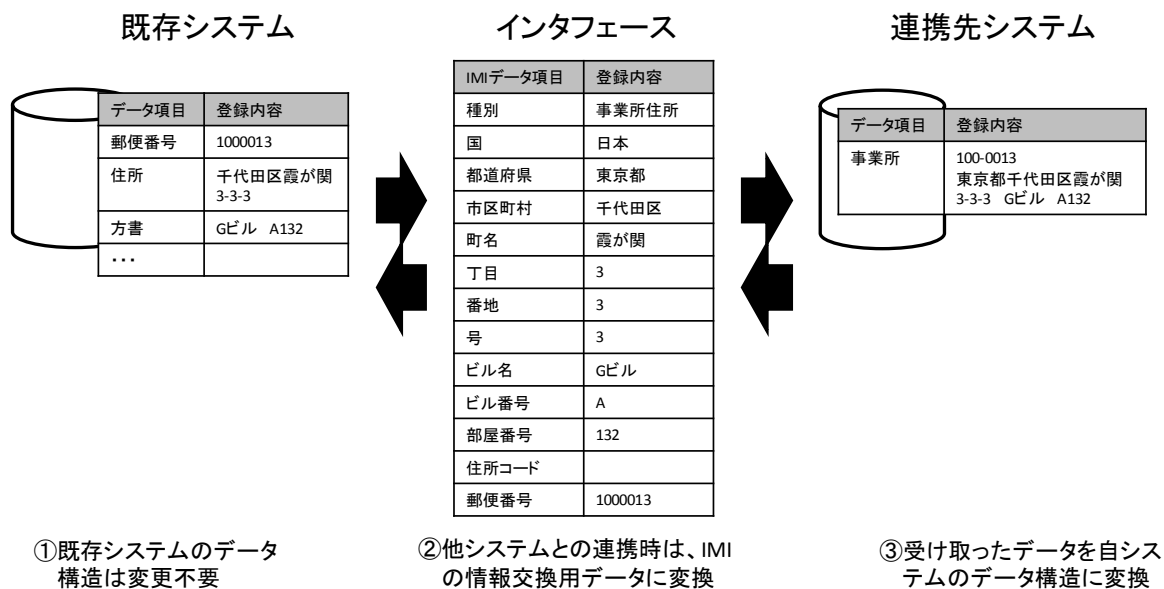 既存システム
インタフェース
連携先システム
データ項目 登録内容
郵便番号 1000013
住所 千代田区霞が関
3-3-3
方書 Gビル A132
・・・
IMIデータ項目 登録内容
種別 事業所住所
国 日本
都道府県 東京都
市区町村 千代田区
町名 霞が関
丁目 3
番地 3
号 3
ビル名 Gビル
ビル番号 A
部屋番号 132
住所コード
郵便番号 1000013
データ項目 登録内容
事業所 100-0013
東京都千代田区霞が関
3-3-3 Gビル A132
①既存システムのデータ
構造は変更不要
②他システムとの連携時は、IMI
の情報交換用データに変換
③受け取ったデータを自シス
テムのデータ構造に変換